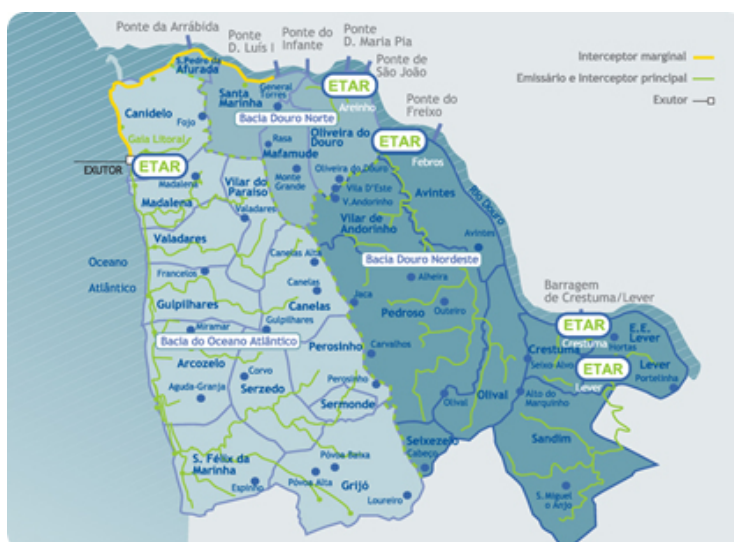 Ponte da Arrábida
Ponte
D. Luís I
Ponte do
Infante
Ponte
D. Maria Pia
Ponte de
São João
Ponte do
Freixo
Interceptor marginal
Emissário e Interceptor principal
Exutor
S. Pedro da
Afurada
Santa
Marinha
General
Torres
ETAR
Areinho
Canidelo
Fojo
Bacia Douro Norte
Gaia Litoral
Rasa
Mafamude
Oliveira do
Douro
ETAR
Febros
EXUTOR
ETAR
Madalena
Madalena
Vilar do
Paraíso
Monte
Grande
Oliveira do Douro
Vila D'Este
V.Andorinho
Avintes
Rio Douro
Valadares
Valadares
Vilar de
Andorinho
Avintes
Oceano
Atlântico
Francelos
Canelas Alta
Bacia Douro Nordeste
Canelas
Canelas
Alheira
Jaca
Pedroso
Outeiro
Gulpilhares
Gulpilhares
Miramar
Bacia do Oceano Atlântico
Perosinho
Carvalhos
Barragem
de Crestuma/Lever
ETAR
Crestuma
Crestuma
Hortas
E.E.
Lever
Seixo-Alvo
ETAR
Lever
Lever
Portelinha
Arcozelo
Corvo
Aguda-Granja
Serzedo
Perosinho
Sermonde
Olival
Olival
Alto do
Marquinho
Seixezelo
Cabeço
Sandim
S. Félix da
Marinha
Espinho
Póvoa Baixa
Póvoa Alta
Grijó
Loureiro
S. Miguel
o Anjo